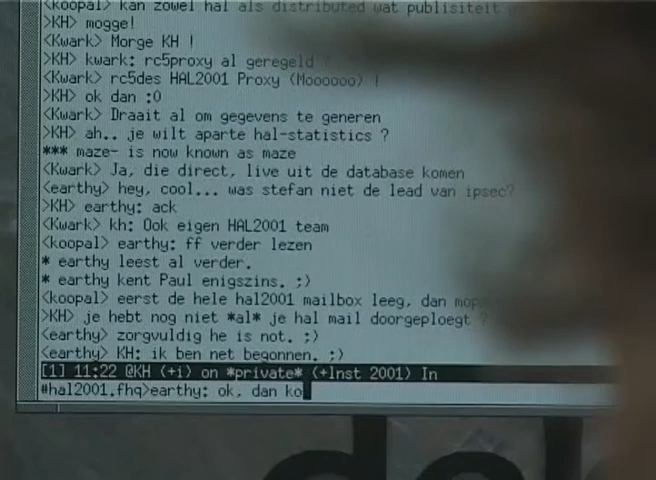 <koopal> kan zowel hal als distributed wat publisiteit
>KH> mogge!
<Kwark> Morge KH !
>KH> kwark: rc5proxy al geregeld ?
<Kwark> rc5des HAL2001 Proxy (Moooooo) !
>KH> ok dan :0
<Kwark> Draait al om gegevens te generen
>KH> ah.. je wilt aparte hal-statistics ?
*** maze- is now known as maze
<Kwark> Ja, die direct, live uit de database komen
<earthy> hey, cool... was stefan niet de lead van ipsec?
>KH> earthy: ack
<Kwark> kh: Ook eigen HAL2001 team
<koopal> earthy: ff verder lezen
* earthy leest al verder.
* earthy kent Paul enigszins. ;)
<koopal> eerst de hele hal2001 mailbox leeg, dan
>KH> je hebt nog niet *al* je hal mail doorgeploegt ?
<earthy> zorgvuldig he is not. ;)
<earthy> KH: ik ben net begonnen. ;)
[1] 11:22 @KH (+i) on *private* (+lnst 2001) In
#hal2001.fhq>earthy: ok, dan ko